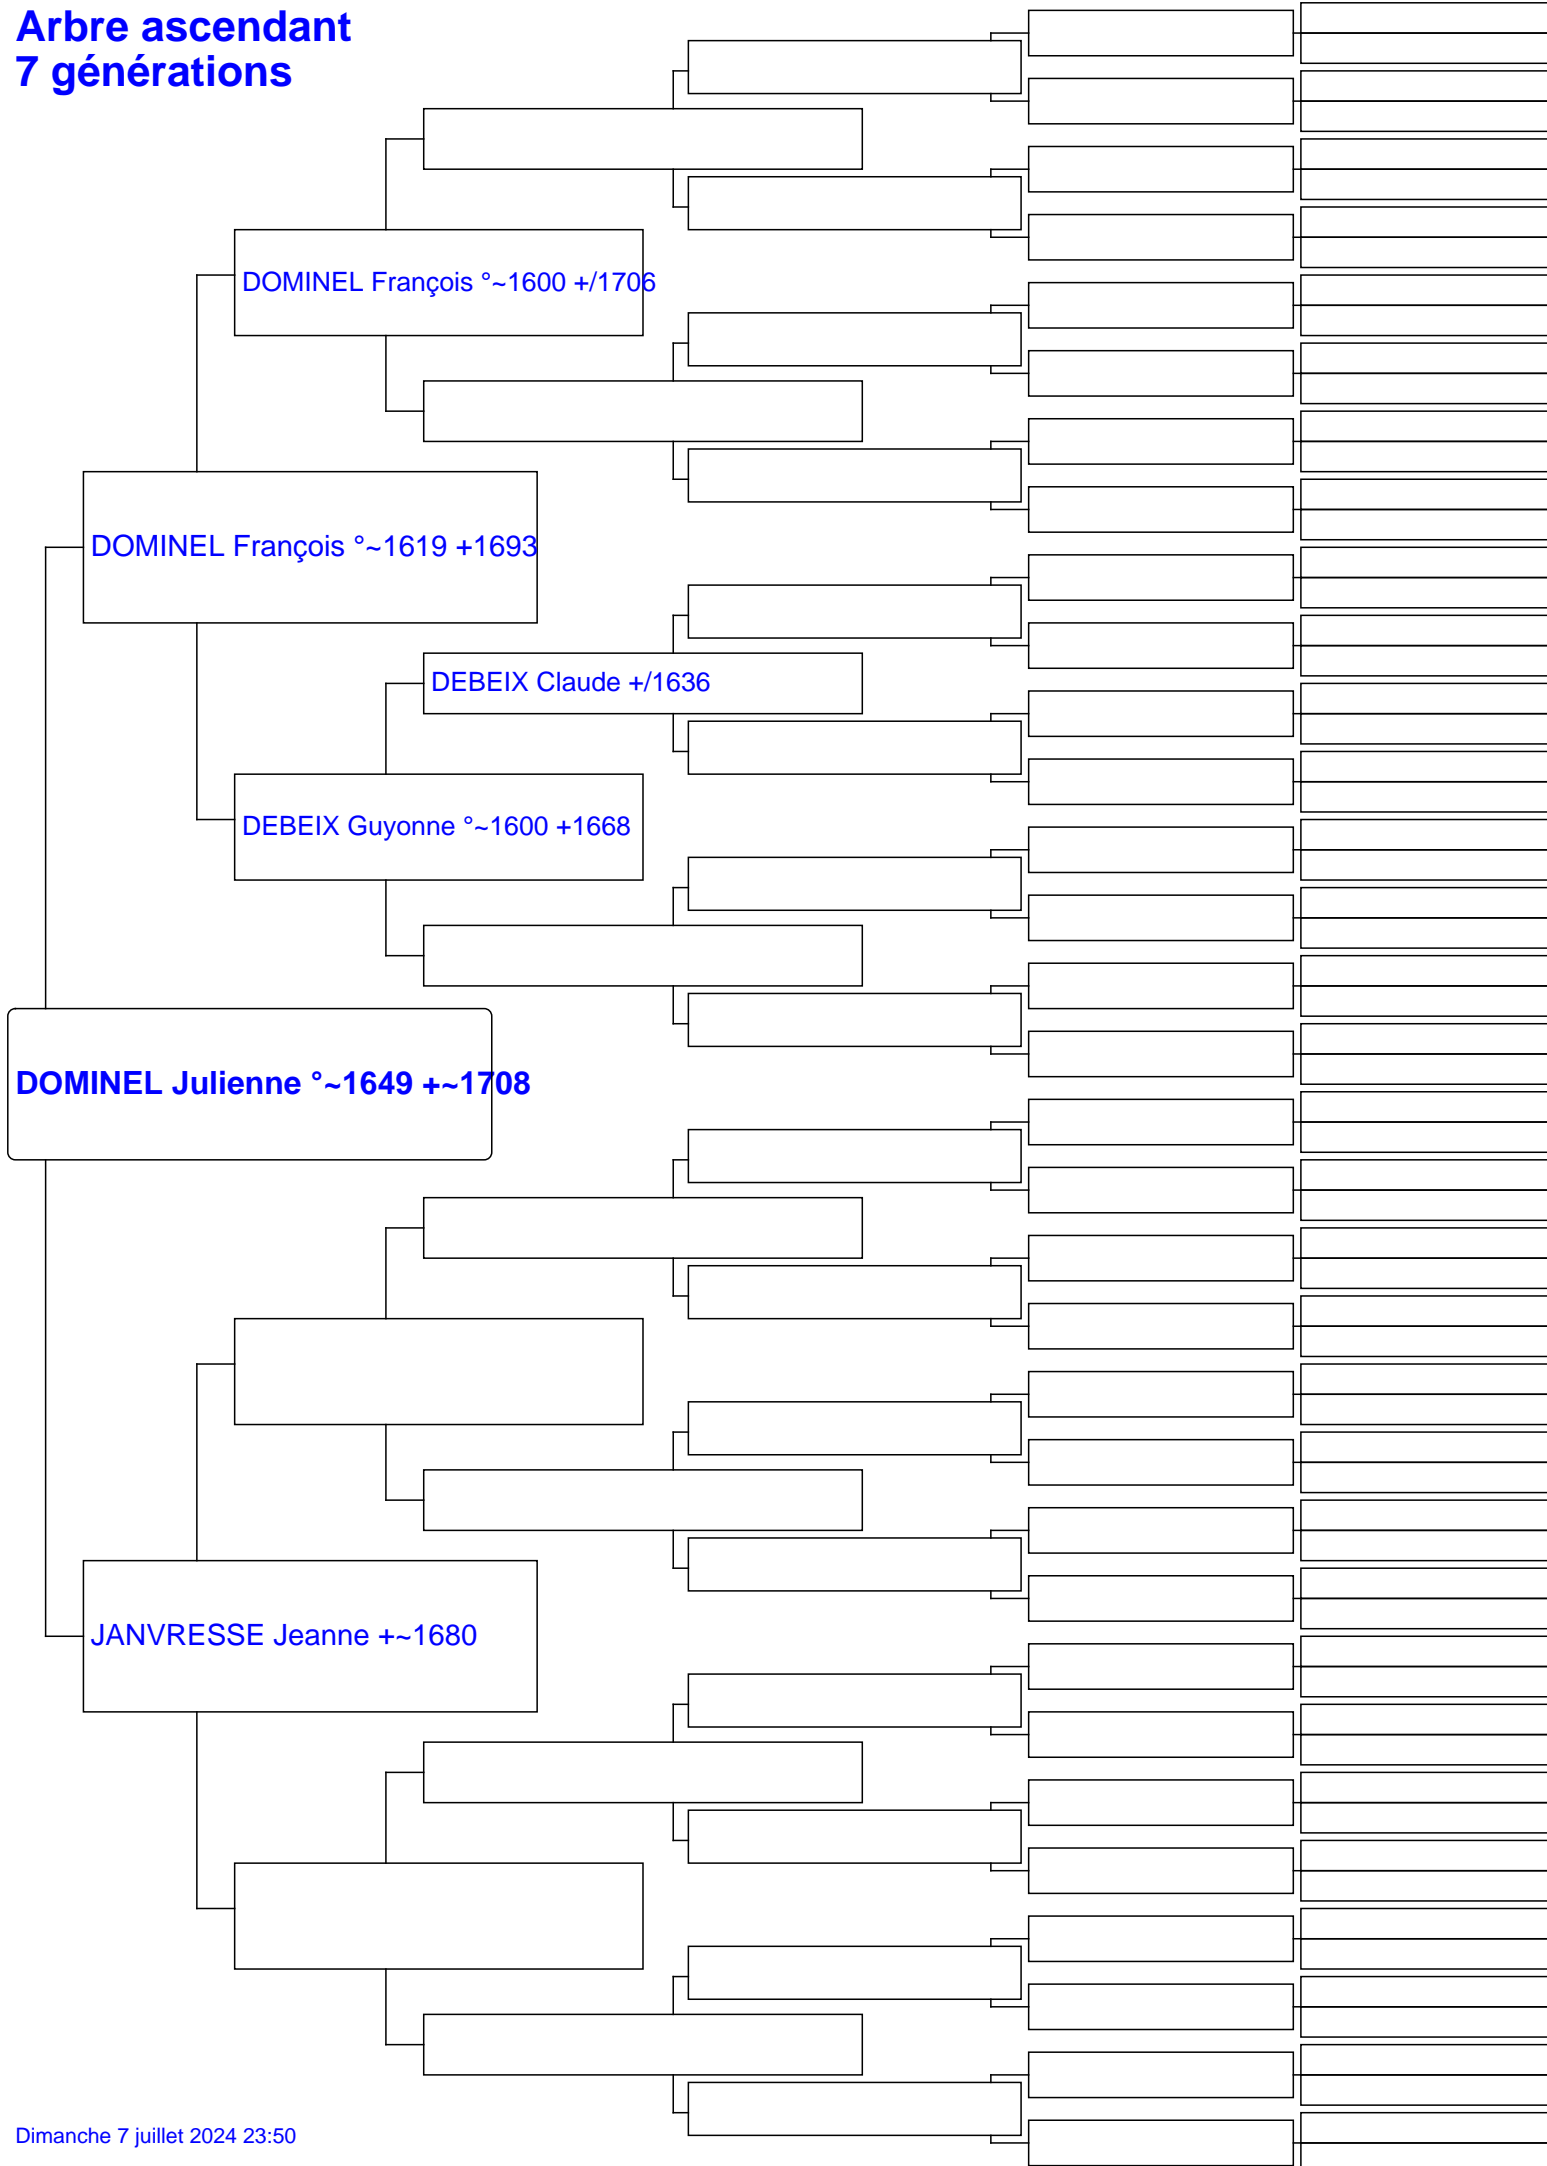 Arbre ascendant
7 générations
DOMINEL François °~1600 +/1706
DOMINEL François °~1619 +1693
DEBEIX Claude +/1636
DEBEIX Guyonne °~1600 +1668
DOMINEL Julienne °~1649 +~1708
JANVRESSE Jeanne +~1680
Dimanche 7 juillet 2024 23:50